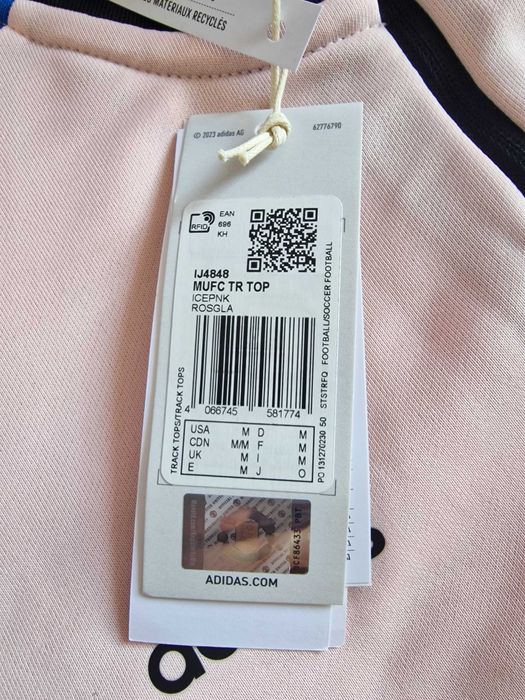 MATÉRIAUX RECYCLÉS
© 2023 adidas AG
62776790
RFID
EAN
696
KH
IJ4848
MUFC TR TOP
ICEPNK
ROSGLA
4 066745 581774
USA M D M
CDN M/M F M
UK M I M
E M J O
TRACK TOPS/TRACK TOPS
PO 131270230 50 STSTRFQ FOOTBALL/SOCCER FOOTBALL
ADIDAS.COM